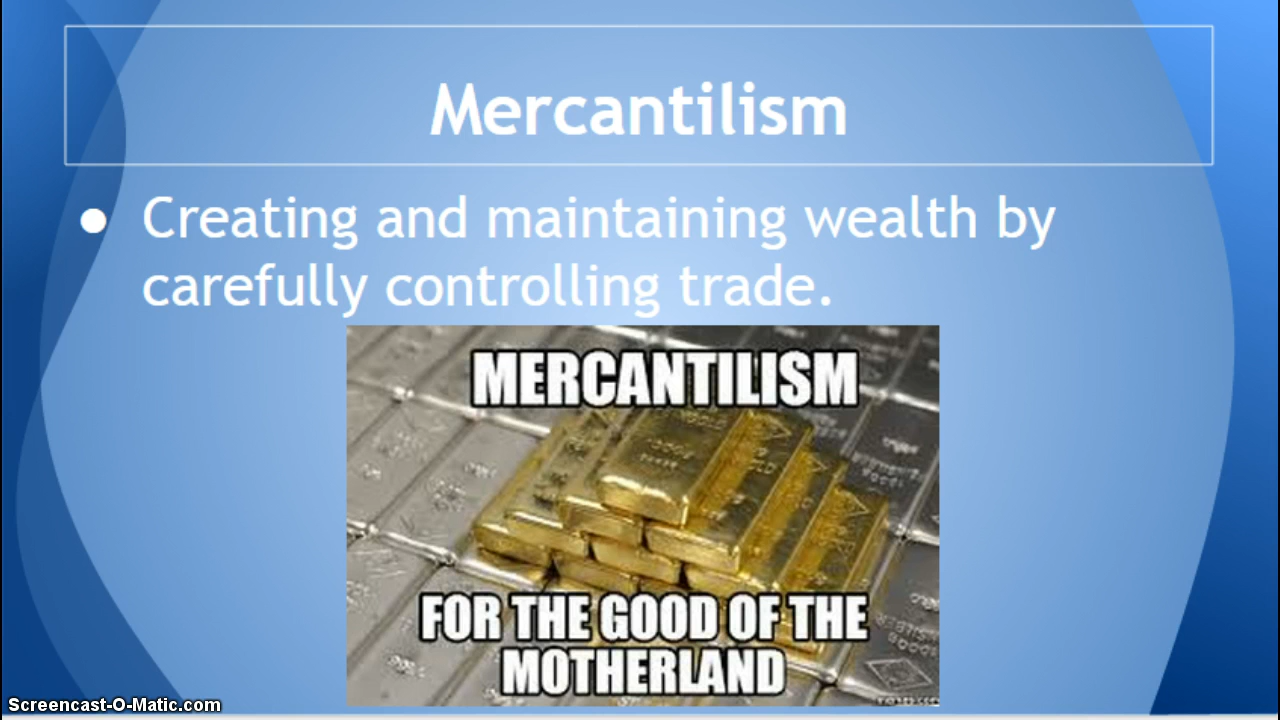 Mercantilism
● Creating and maintaining wealth by
carefully controlling trade.
MERCANTILISM
FOR THE GOOD OF THE
MOTHERLAND
Screencast-O-Matic.com